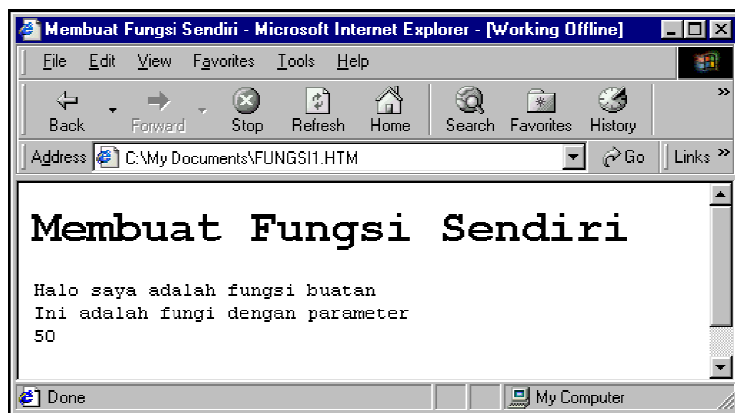 Membuat Fungsi Sendiri - Microsoft Internet Explorer - [Working Offline]
File Edit View Favorites Tools Help
Back Forward Stop Refresh Home Search Favorites History »
Address C:\My Documents\FUNGSI1.HTM Go Links »
Membuat Fungsi Sendiri
Halo saya adalah fungsi buatan
Ini adalah fungi dengan parameter
50
Done My Computer